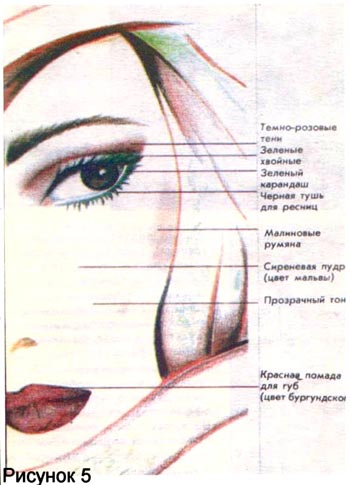 Темно-розовые
тени
Зеленые
хвойные
Зеленый
карандаш
Черная тушь
для ресниц
Малиновые
румяна
Сиреневая пудр
(цвет мальвы)
Прозрачный тон
Красная помада
для губ
(цвет бургундског
Рисунок 5